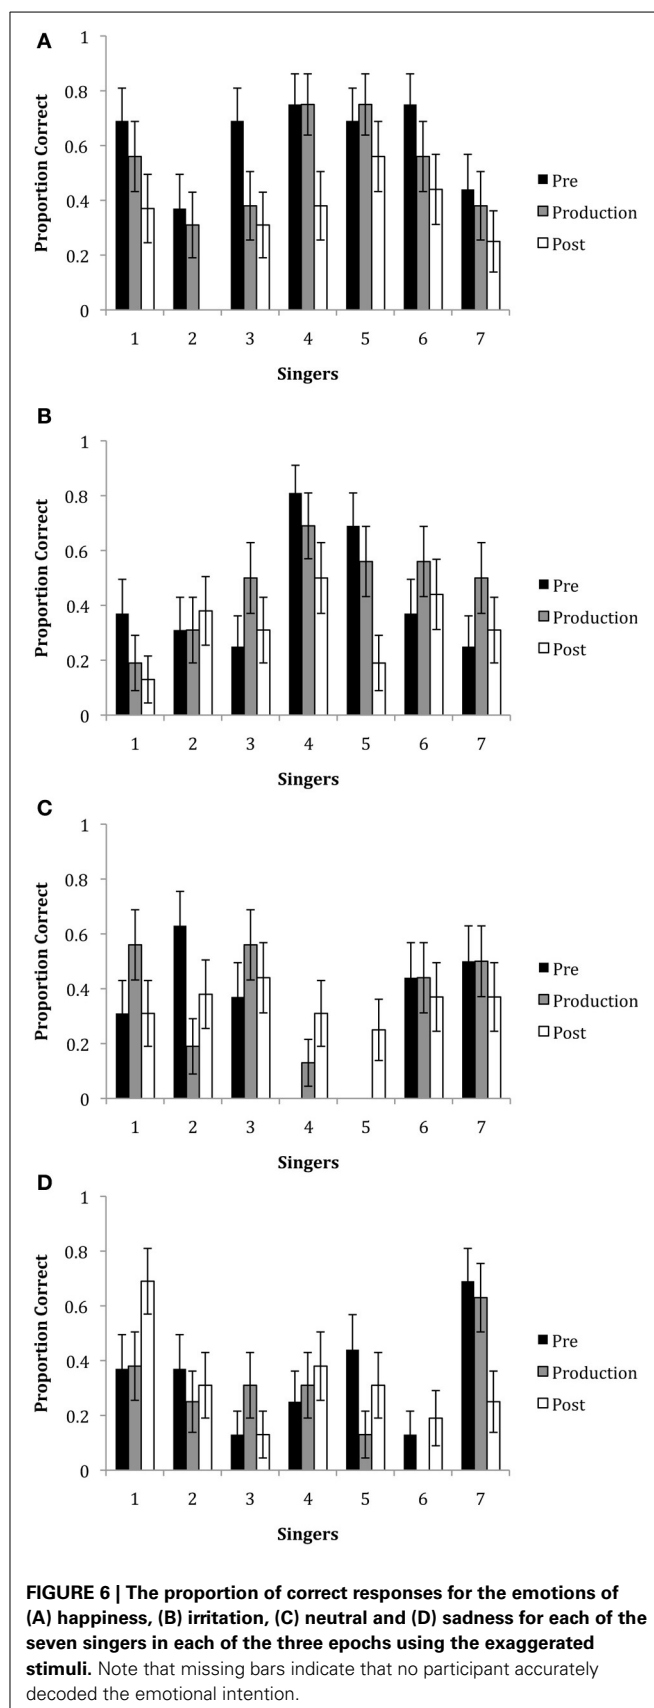 A
Proportion Correct
1
0.8
0.6
0.4
0.2
0
1 2 3 4 5 6 7
Singers
Pre
Production
Post
B
Proportion Correct
1
0.8
0.6
0.4
0.2
0
1 2 3 4 5 6 7
Singers
Pre
Production
Post
C
Proportion Correct
1
0.8
0.6
0.4
0.2
0
1 2 3 4 5 6 7
Singers
Pre
Production
Post
D
Proportion Correct
1
0.8
0.6
0.4
0.2
0
1 2 3 4 5 6 7
Singers
Pre
Production
Post
FIGURE 6 | The proportion of correct responses for the emotions of
(A) happiness, (B) irritation, (C) neutral and (D) sadness for each of the
seven singers in each of the three epochs using the exaggerated
stimuli. Note that missing bars indicate that no participant accurately
decoded the emotional intention.